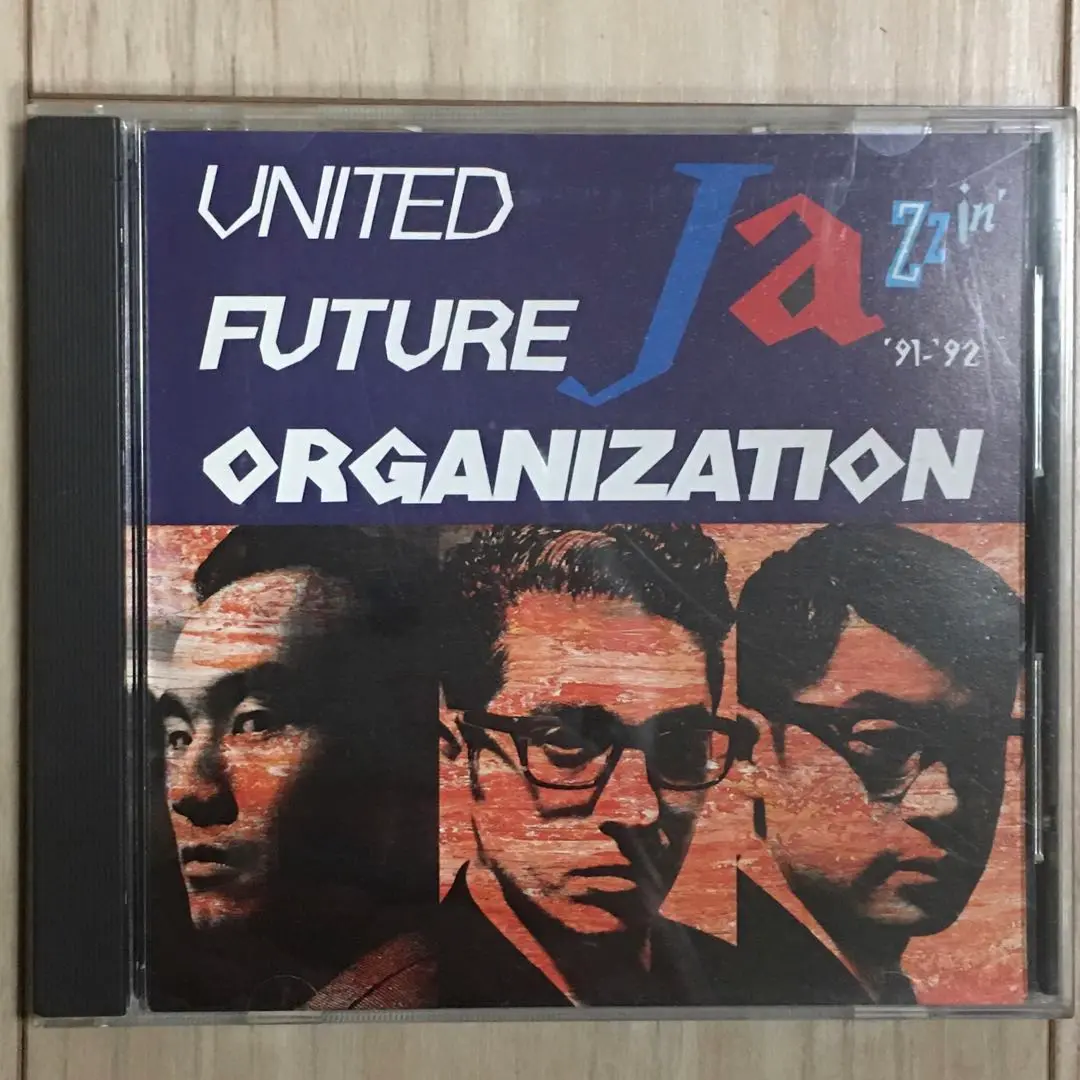 UNITED
FUTURE
ORGANIZATION
Jazzin'
'91-'92